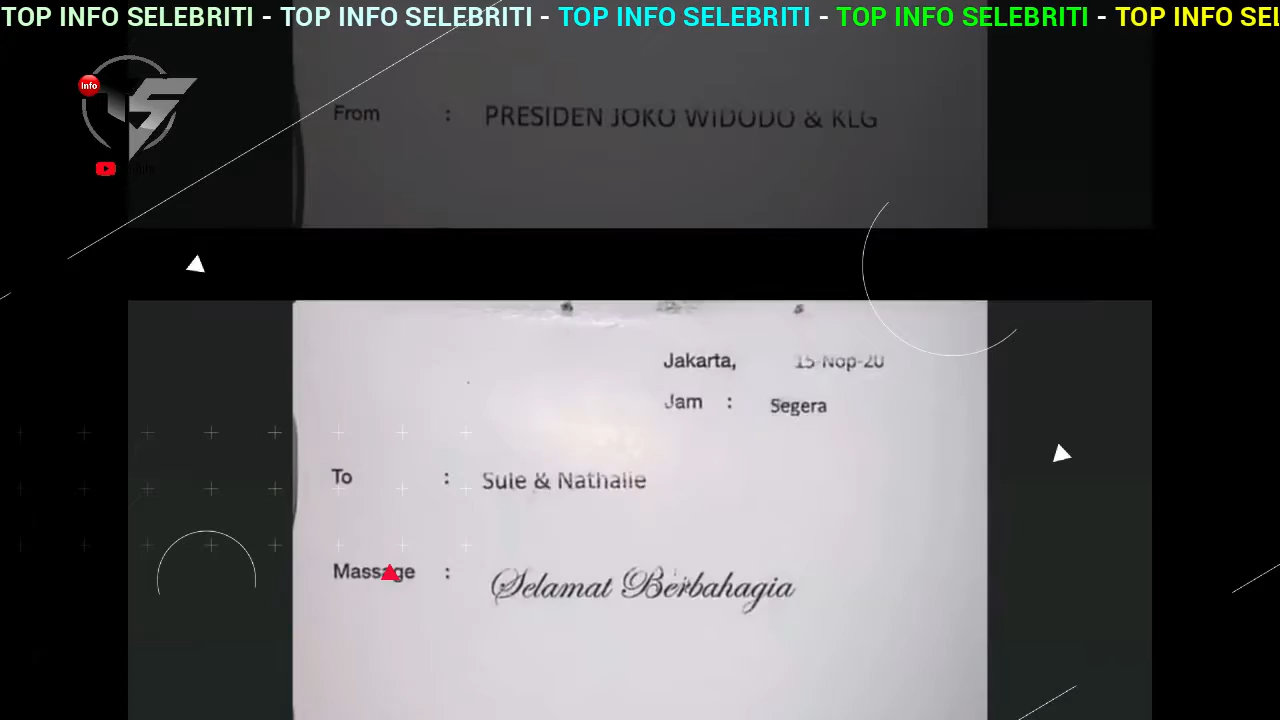 TOP INFO SELEBRITI - TOP INFO SELEBRITI - TOP INFO SELEBRITI - TOP INFO SELEBRITI - TOP INFO SEL
Info
From : PRESIDEN JOKO WIDODO & KLG
Jakarta, 15-Nop-20
Jam : Segera
To : Sule & Nathalie
Massage : Selamat Berbahagia